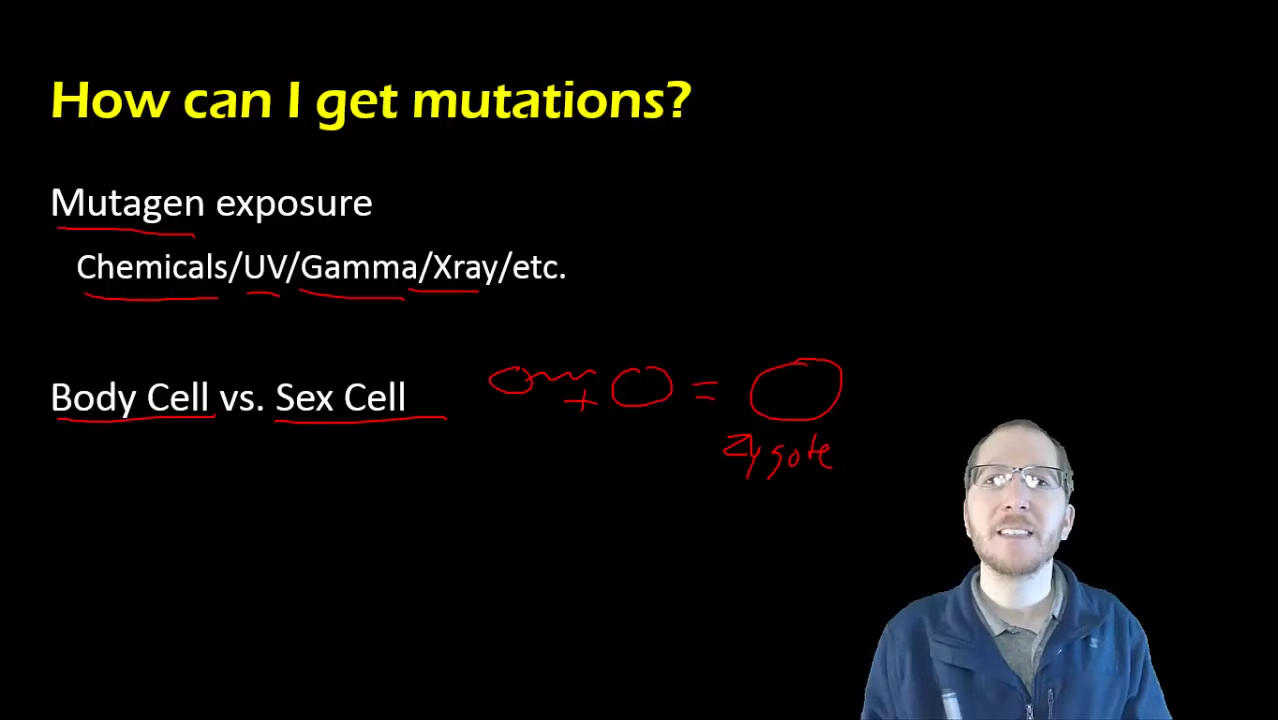 How can I get mutations?
Mutagen exposure
Chemicals/UV/Gamma/Xray/etc.
Body Cell vs. Sex Cell
+ =
Zygote